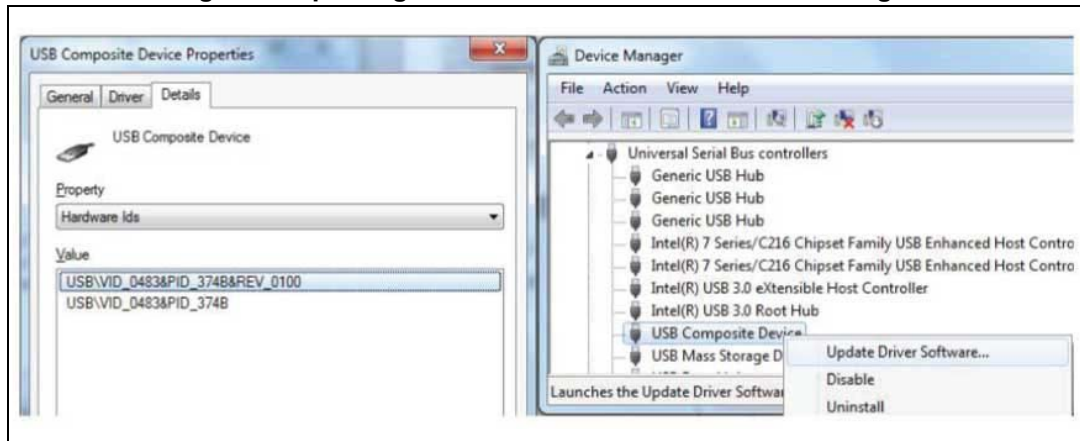 USB Composite Device Properties
General Driver Details
USB Composite Device
Property
Hardware Ids
Value
USB\VID_0483&PID_374B&REV_0100
USB\VID_0483&PID_374B
Device Manager
File Action View Help
Universal Serial Bus controllers
Generic USB Hub
Generic USB Hub
Generic USB Hub
Intel(R) 7 Series/C216 Chipset Family USB Enhanced Host Contro
Intel(R) 7 Series/C216 Chipset Family USB Enhanced Host Contro
Intel(R) USB 3.0 eXtensible Host Controller
Intel(R) USB 3.0 Root Hub
USB Composite Device
USB Mass Storage D
Launches the Update Driver Softwa
Update Driver Software...
Disable
Uninstall